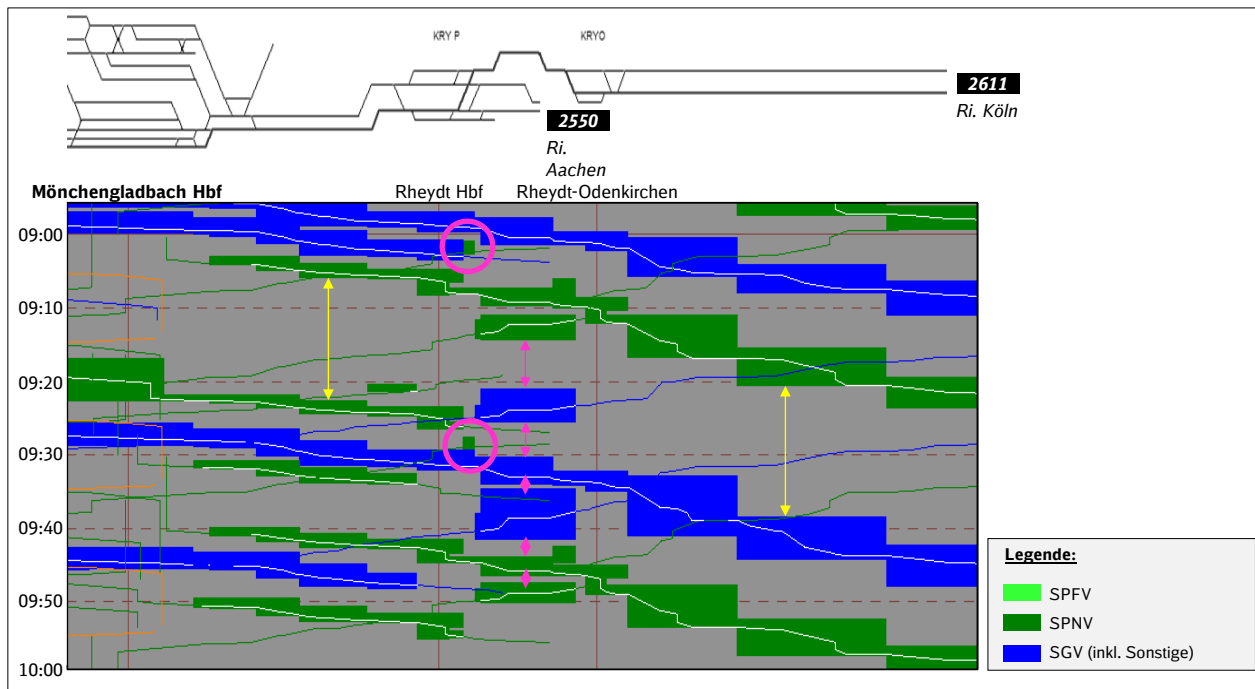 KRY P
KRYO
2611
Ri. Köln
2550
Ri.
Aachen
Mönchengladbach Hbf
Rheydt Hbf
Rheydt-Odenkirchen
09:00
09:10
09:20
09:30
09:40
09:50
10:00
Legende:
SPFV
SPNV
SGV (inkl. Sonstige)